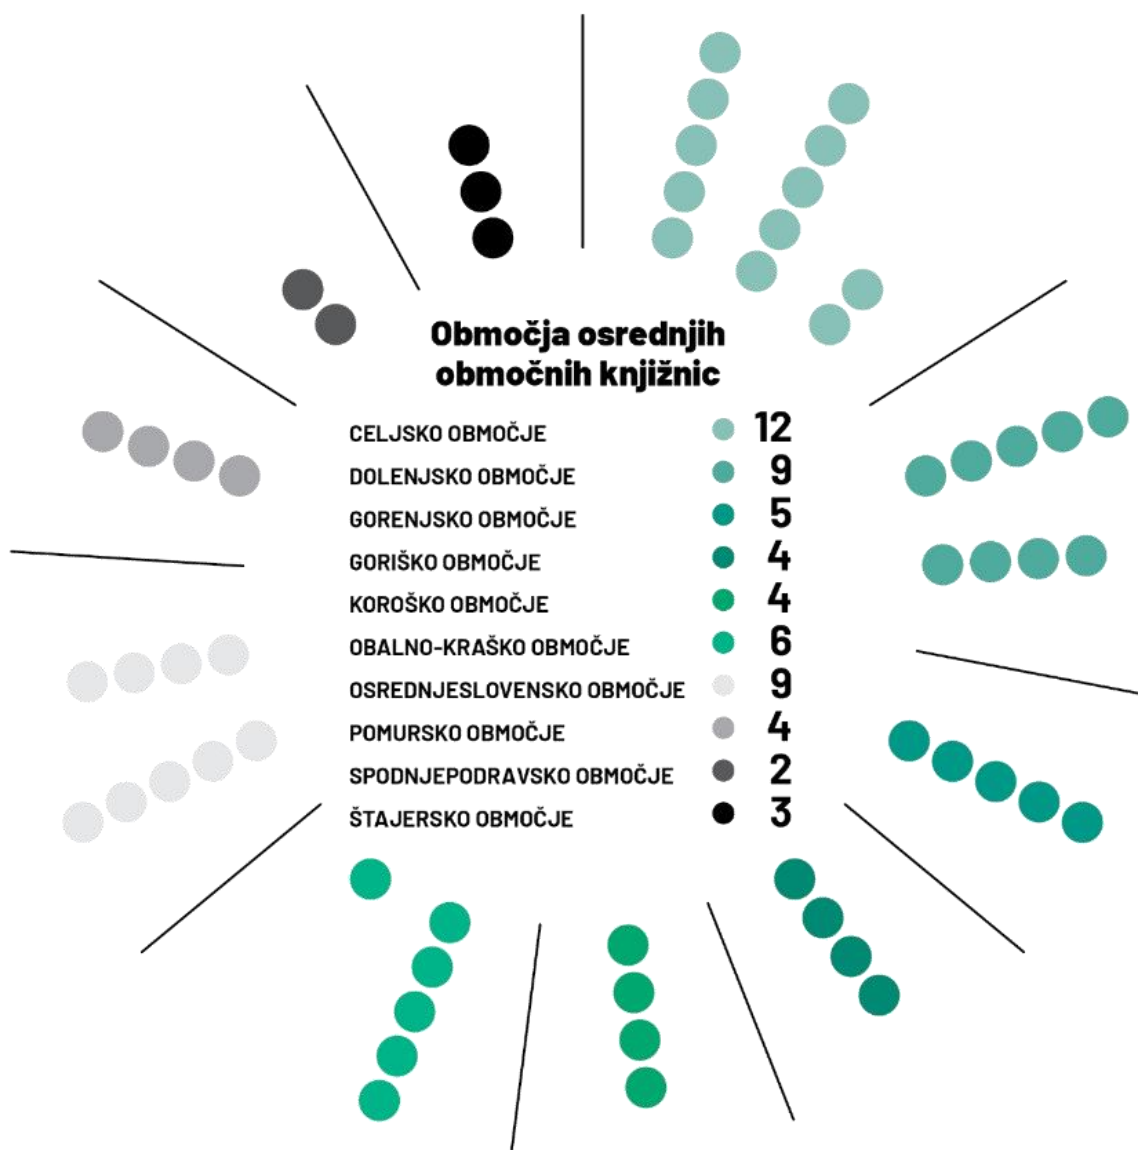 Območja osrednjih
območnih knjižnic
CELJSKO OBMOČJE 12
DOLENJSKO OBMOČJE 9
GORENJSKO OBMOČJE 5
GORIŠKO OBMOČJE 4
KOROŠKO OBMOČJE 4
OBALNO-KRAŠKO OBMOČJE 6
OSREDNJESLOVENSKO OBMOČJE 9
POMURSKO OBMOČJE 4
SPODNJEPODRAVSKO OBMOČJE 2
ŠTAJERSKO OBMOČJE 3